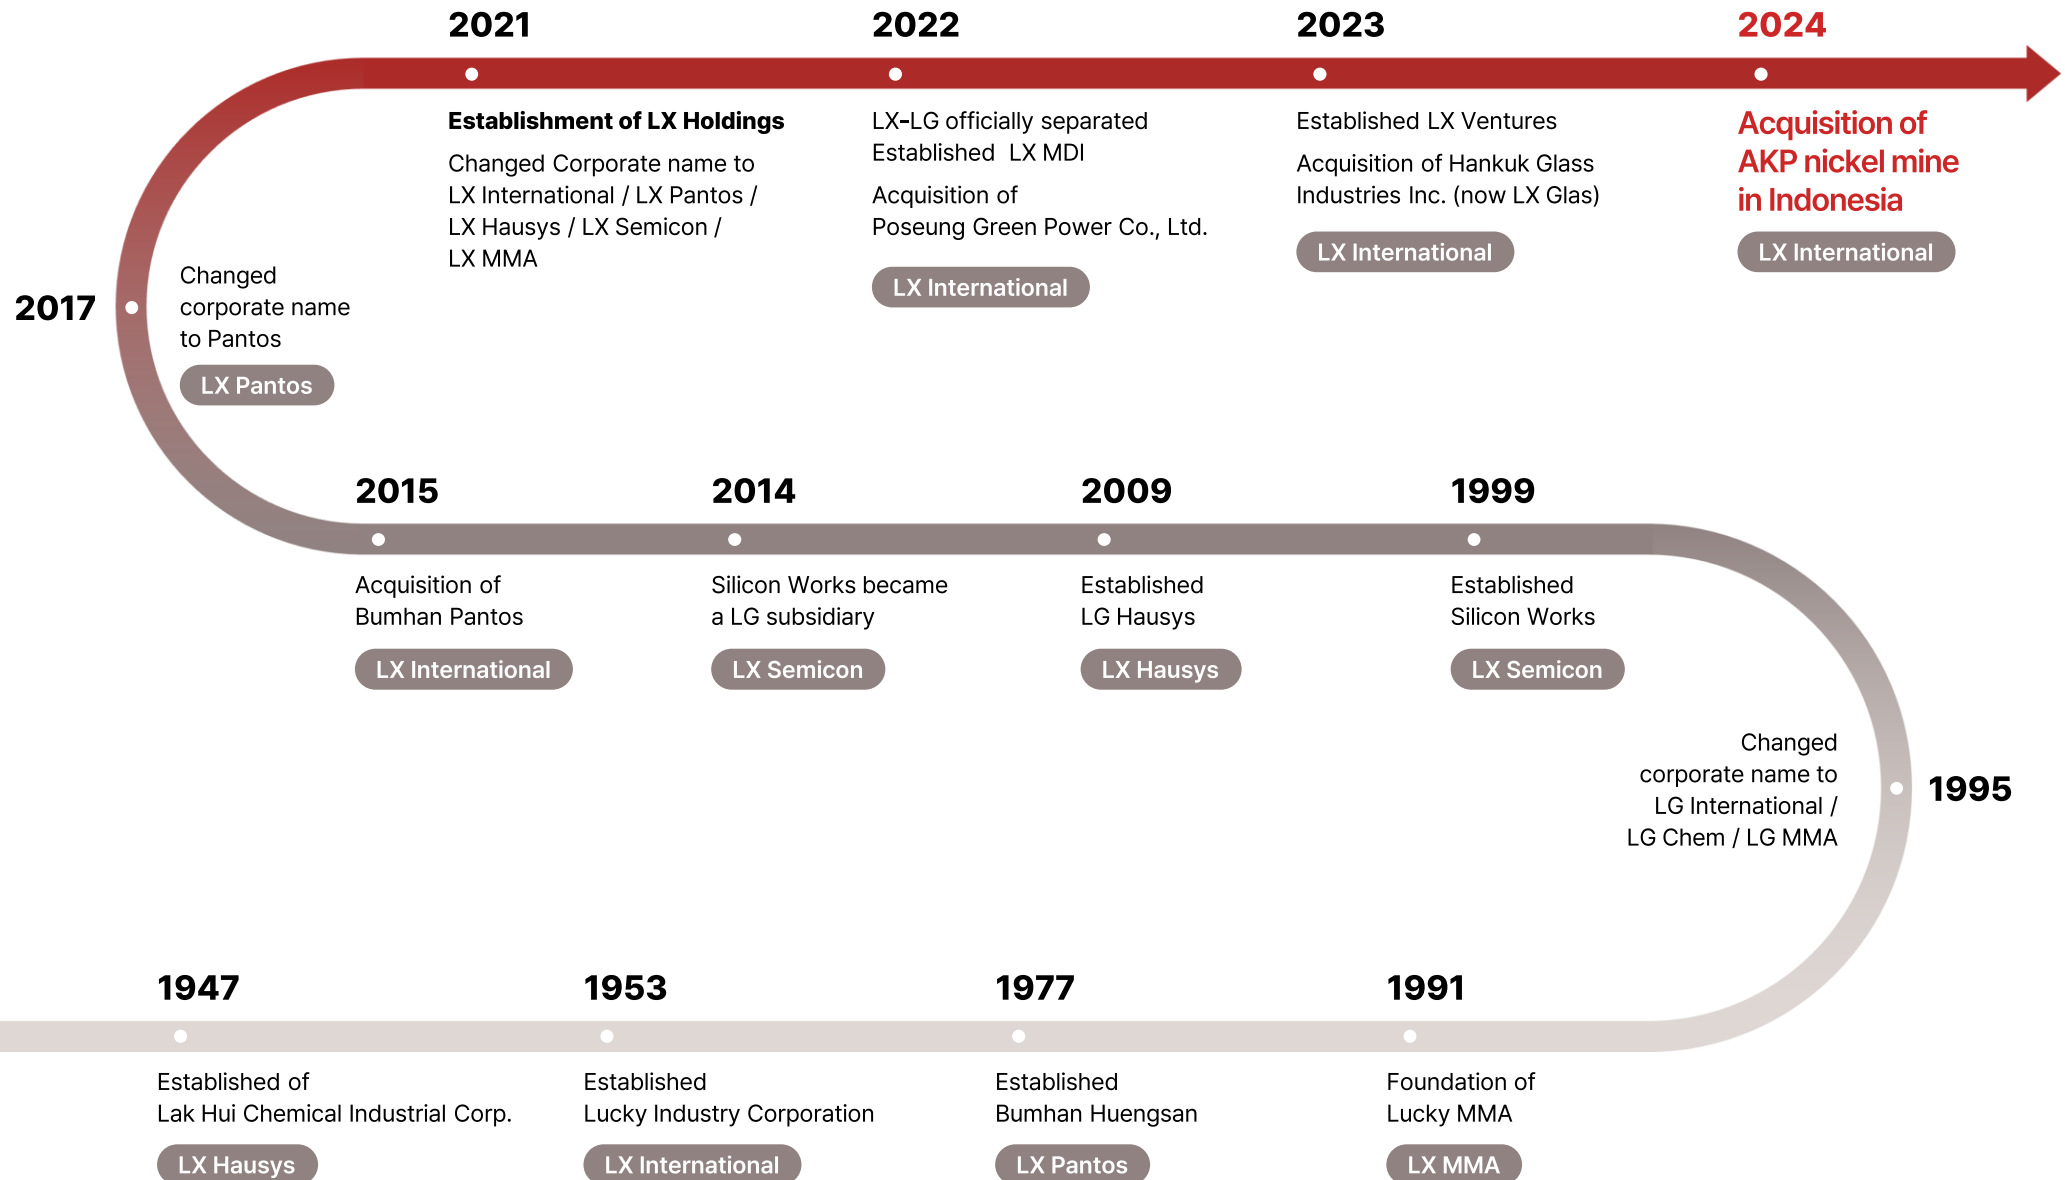 2021
Establishment of LX Holdings
Changed Corporate name to
LX International / LX Pantos /
LX Hausys / LX Semicon /
LX MMA
2022
LX-LG officially separated
Established LX MDI
Acquisition of
Poseung Green Power Co., Ltd.
LX International
2023
Established LX Ventures
Acquisition of Hankuk Glass
Industries Inc. (now LX Glas)
LX International
2024
Acquisition of
AKP nickel mine
in Indonesia
LX International
2017
Changed
corporate name
to Pantos
LX Pantos
2015
Acquisition of
Bumhan Pantos
LX International
2014
Silicon Works became
a LG subsidiary
LX Semicon
2009
Established
LG Hausys
LX Hausys
1999
Established
Silicon Works
LX Semicon
Changed
corporate name to
LG International /
LG Chem / LG MMA
1995
1947
Established of
Lak Hui Chemical Industrial Corp.
LX Hausys
1953
Established
Lucky Industry Corporation
LX International
1977
Established
Bumhan Huengsan
LX Pantos
1991
Foundation of
Lucky MMA
LX MMA